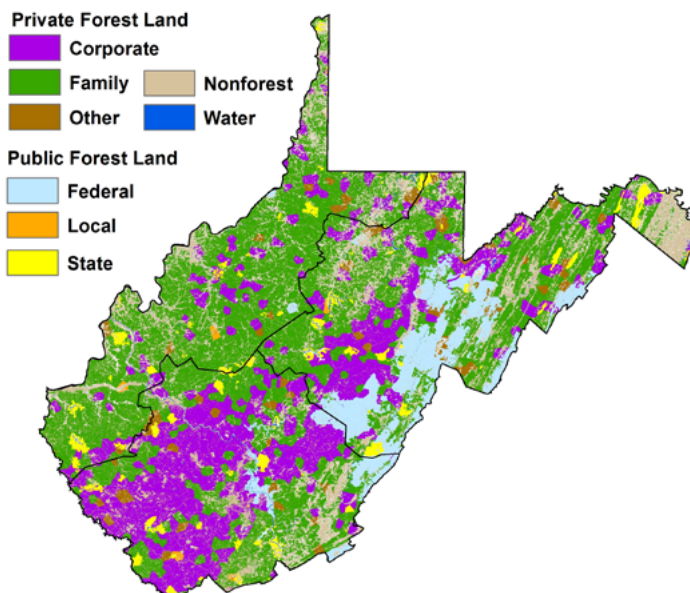 Private Forest Land
Corporate
Family
Nonforest
Other
Water
Public Forest Land
Federal
Local
State